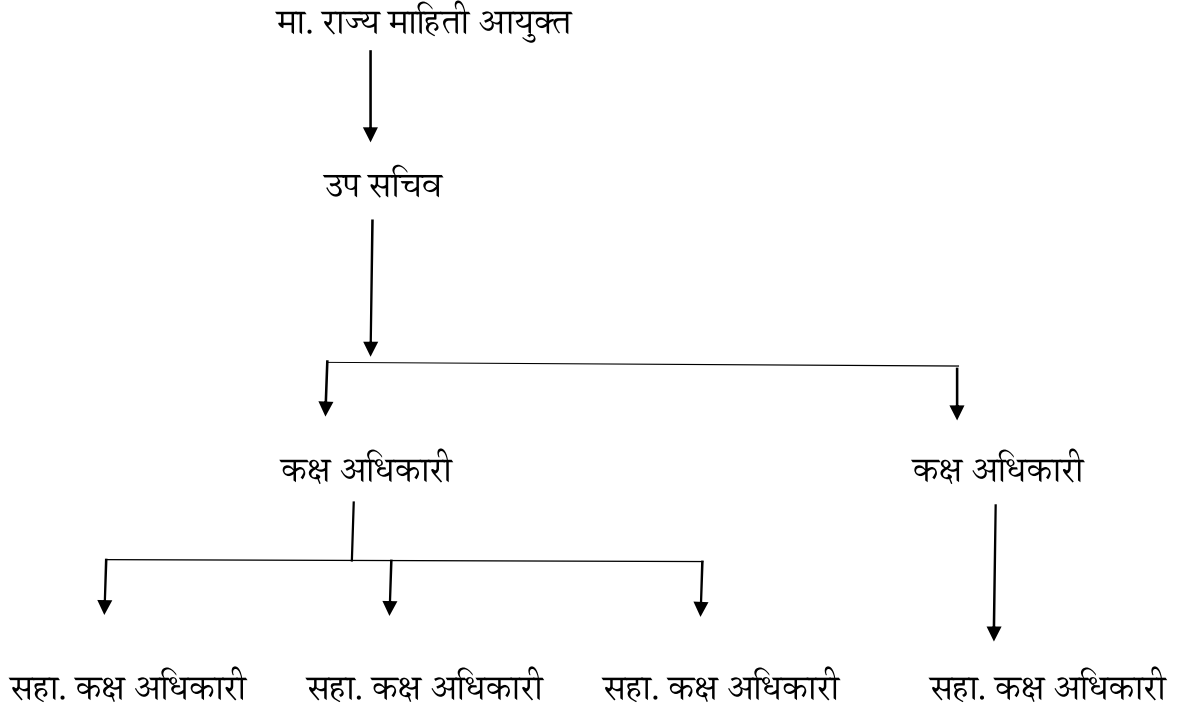 मा. राज्य माहिती आयुक्त
उप सचिव
कक्ष अधिकारी
कक्ष अधिकारी
सहा. कक्ष अधिकारी
सहा. कक्ष अधिकारी
सहा. कक्ष अधिकारी
सहा. कक्ष अधिकारी